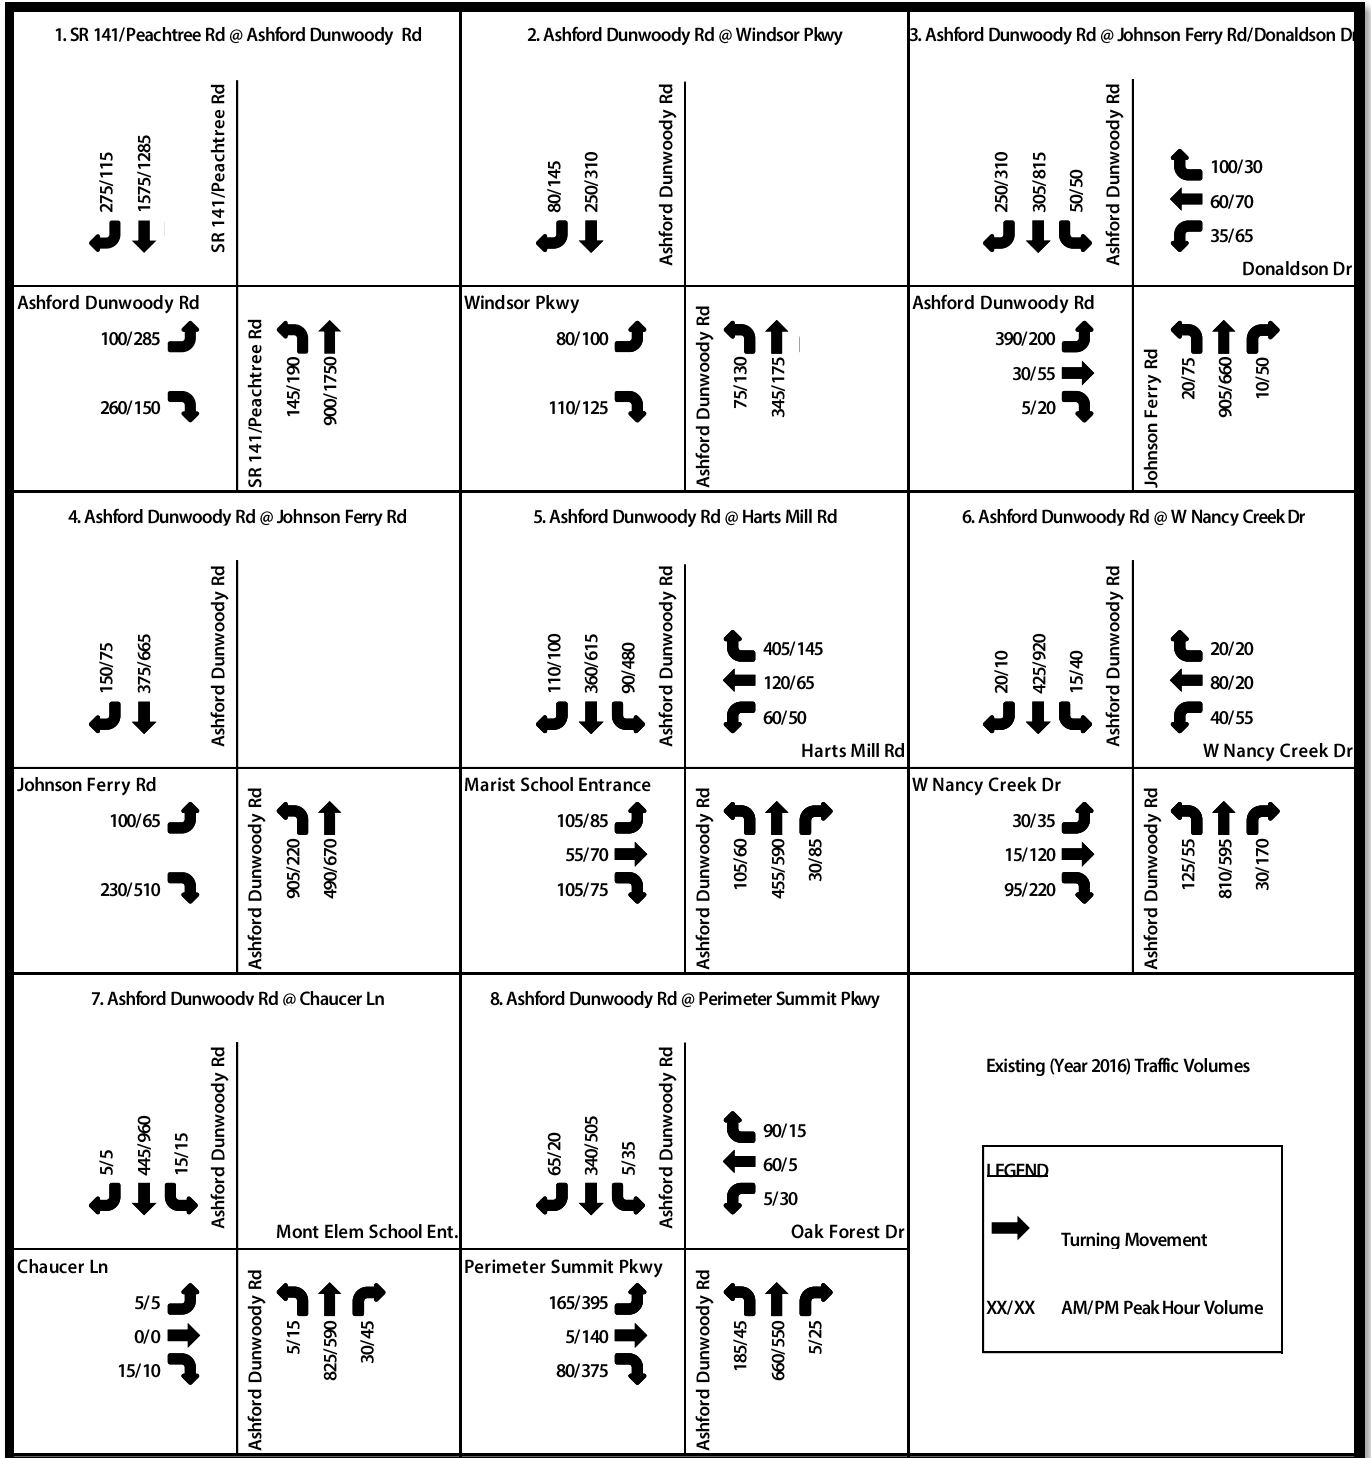 1. SR 141/Peachtree Rd @ Ashford Dunwoody Rd
275/115
1575/1285
SR 141/Peachtree Rd
Ashford Dunwoody Rd
100/285
260/150
SR 141/Peachtree Rd
145/190
900/1750
2. Ashford Dunwoody Rd @ Windsor Pkwy
80/145
250/310
Ashford Dunwoody Rd
Windsor Pkwy
80/100
110/125
Ashford Dunwoody Rd
75/130
345/175
3. Ashford Dunwoody Rd @ Johnson Ferry Rd/Donaldson Dr
250/310
305/815
50/50
Ashford Dunwoody Rd
100/30
60/70
35/65
Donaldson Dr
Ashford Dunwoody Rd
390/200
30/55
5/20
Johnson Ferry Rd
20/75
905/660
10/50
4. Ashford Dunwoody Rd @ Johnson Ferry Rd
150/75
375/665
Ashford Dunwoody Rd
Johnson Ferry Rd
100/65
230/510
Ashford Dunwoody Rd
905/220
490/670
5. Ashford Dunwoody Rd @ Harts Mill Rd
110/100
360/615
90/480
Ashford Dunwoody Rd
405/145
120/65
60/50
Harts Mill Rd
Marist School Entrance
105/85
55/70
105/75
Ashford Dunwoody Rd
105/60
455/590
30/85
6. Ashford Dunwoody Rd @ W Nancy Creek Dr
20/10
425/920
15/40
Ashford Dunwoody Rd
20/20
80/20
40/55
W Nancy Creek Dr
W Nancy Creek Dr
30/35
15/120
95/220
Ashford Dunwoody Rd
125/55
810/595
30/170
7. Ashford Dunwoody Rd @ Chaucer Ln
5/5
445/960
15/15
Ashford Dunwoody Rd
Mont Elem School Ent.
Chaucer Ln
5/5
0/0
15/10
Ashford Dunwoody Rd
5/15
825/590
30/45
8. Ashford Dunwoody Rd @ Perimeter Summit Pkwy
65/20
340/505
5/35
Ashford Dunwoody Rd
90/15
60/5
5/30
Oak Forest Dr
Perimeter Summit Pkwy
165/395
5/140
80/375
Ashford Dunwoody Rd
185/45
660/550
5/25
Existing (Year 2016) Traffic Volumes
LEGEND
Turning Movement
XX/XX AM/PM Peak Hour Volume